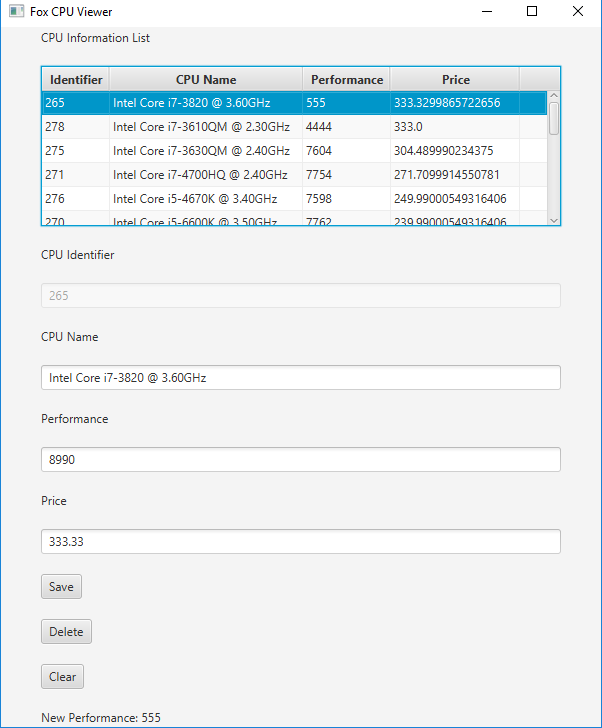 Fox CPU Viewer
CPU Information List
Identifier CPU Name Performance Price
265 Intel Core i7-3820 @ 3.60GHz 555 333.3299865722656
278 Intel Core i7-3610QM @ 2.30GHz 4444 333.0
275 Intel Core i7-3630QM @ 2.40GHz 7604 304.489990234375
271 Intel Core i7-4700HQ @ 2.40GHz 7754 271.7099914550781
276 Intel Core i5-4670K @ 3.40GHz 7598 249.99000549316406
270 Intel Core i5-6600K @ 3.50GHz 7762 239.99000549316406
CPU Identifier
265
CPU Name
Intel Core i7-3820 @ 3.60GHz
Performance
8990
Price
333.33
Save
Delete
Clear
New Performance: 555